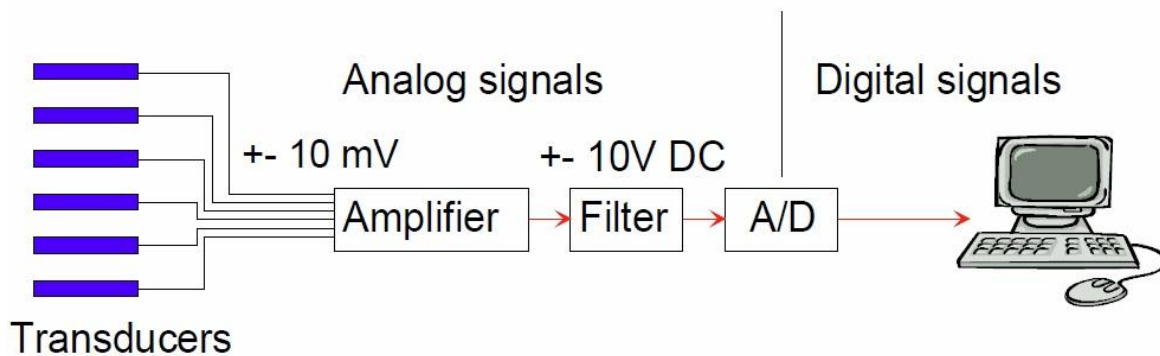 Analog signals
Digital signals
+- 10 mV
+- 10V DC
Amplifier
Filter
A/D
Transducers